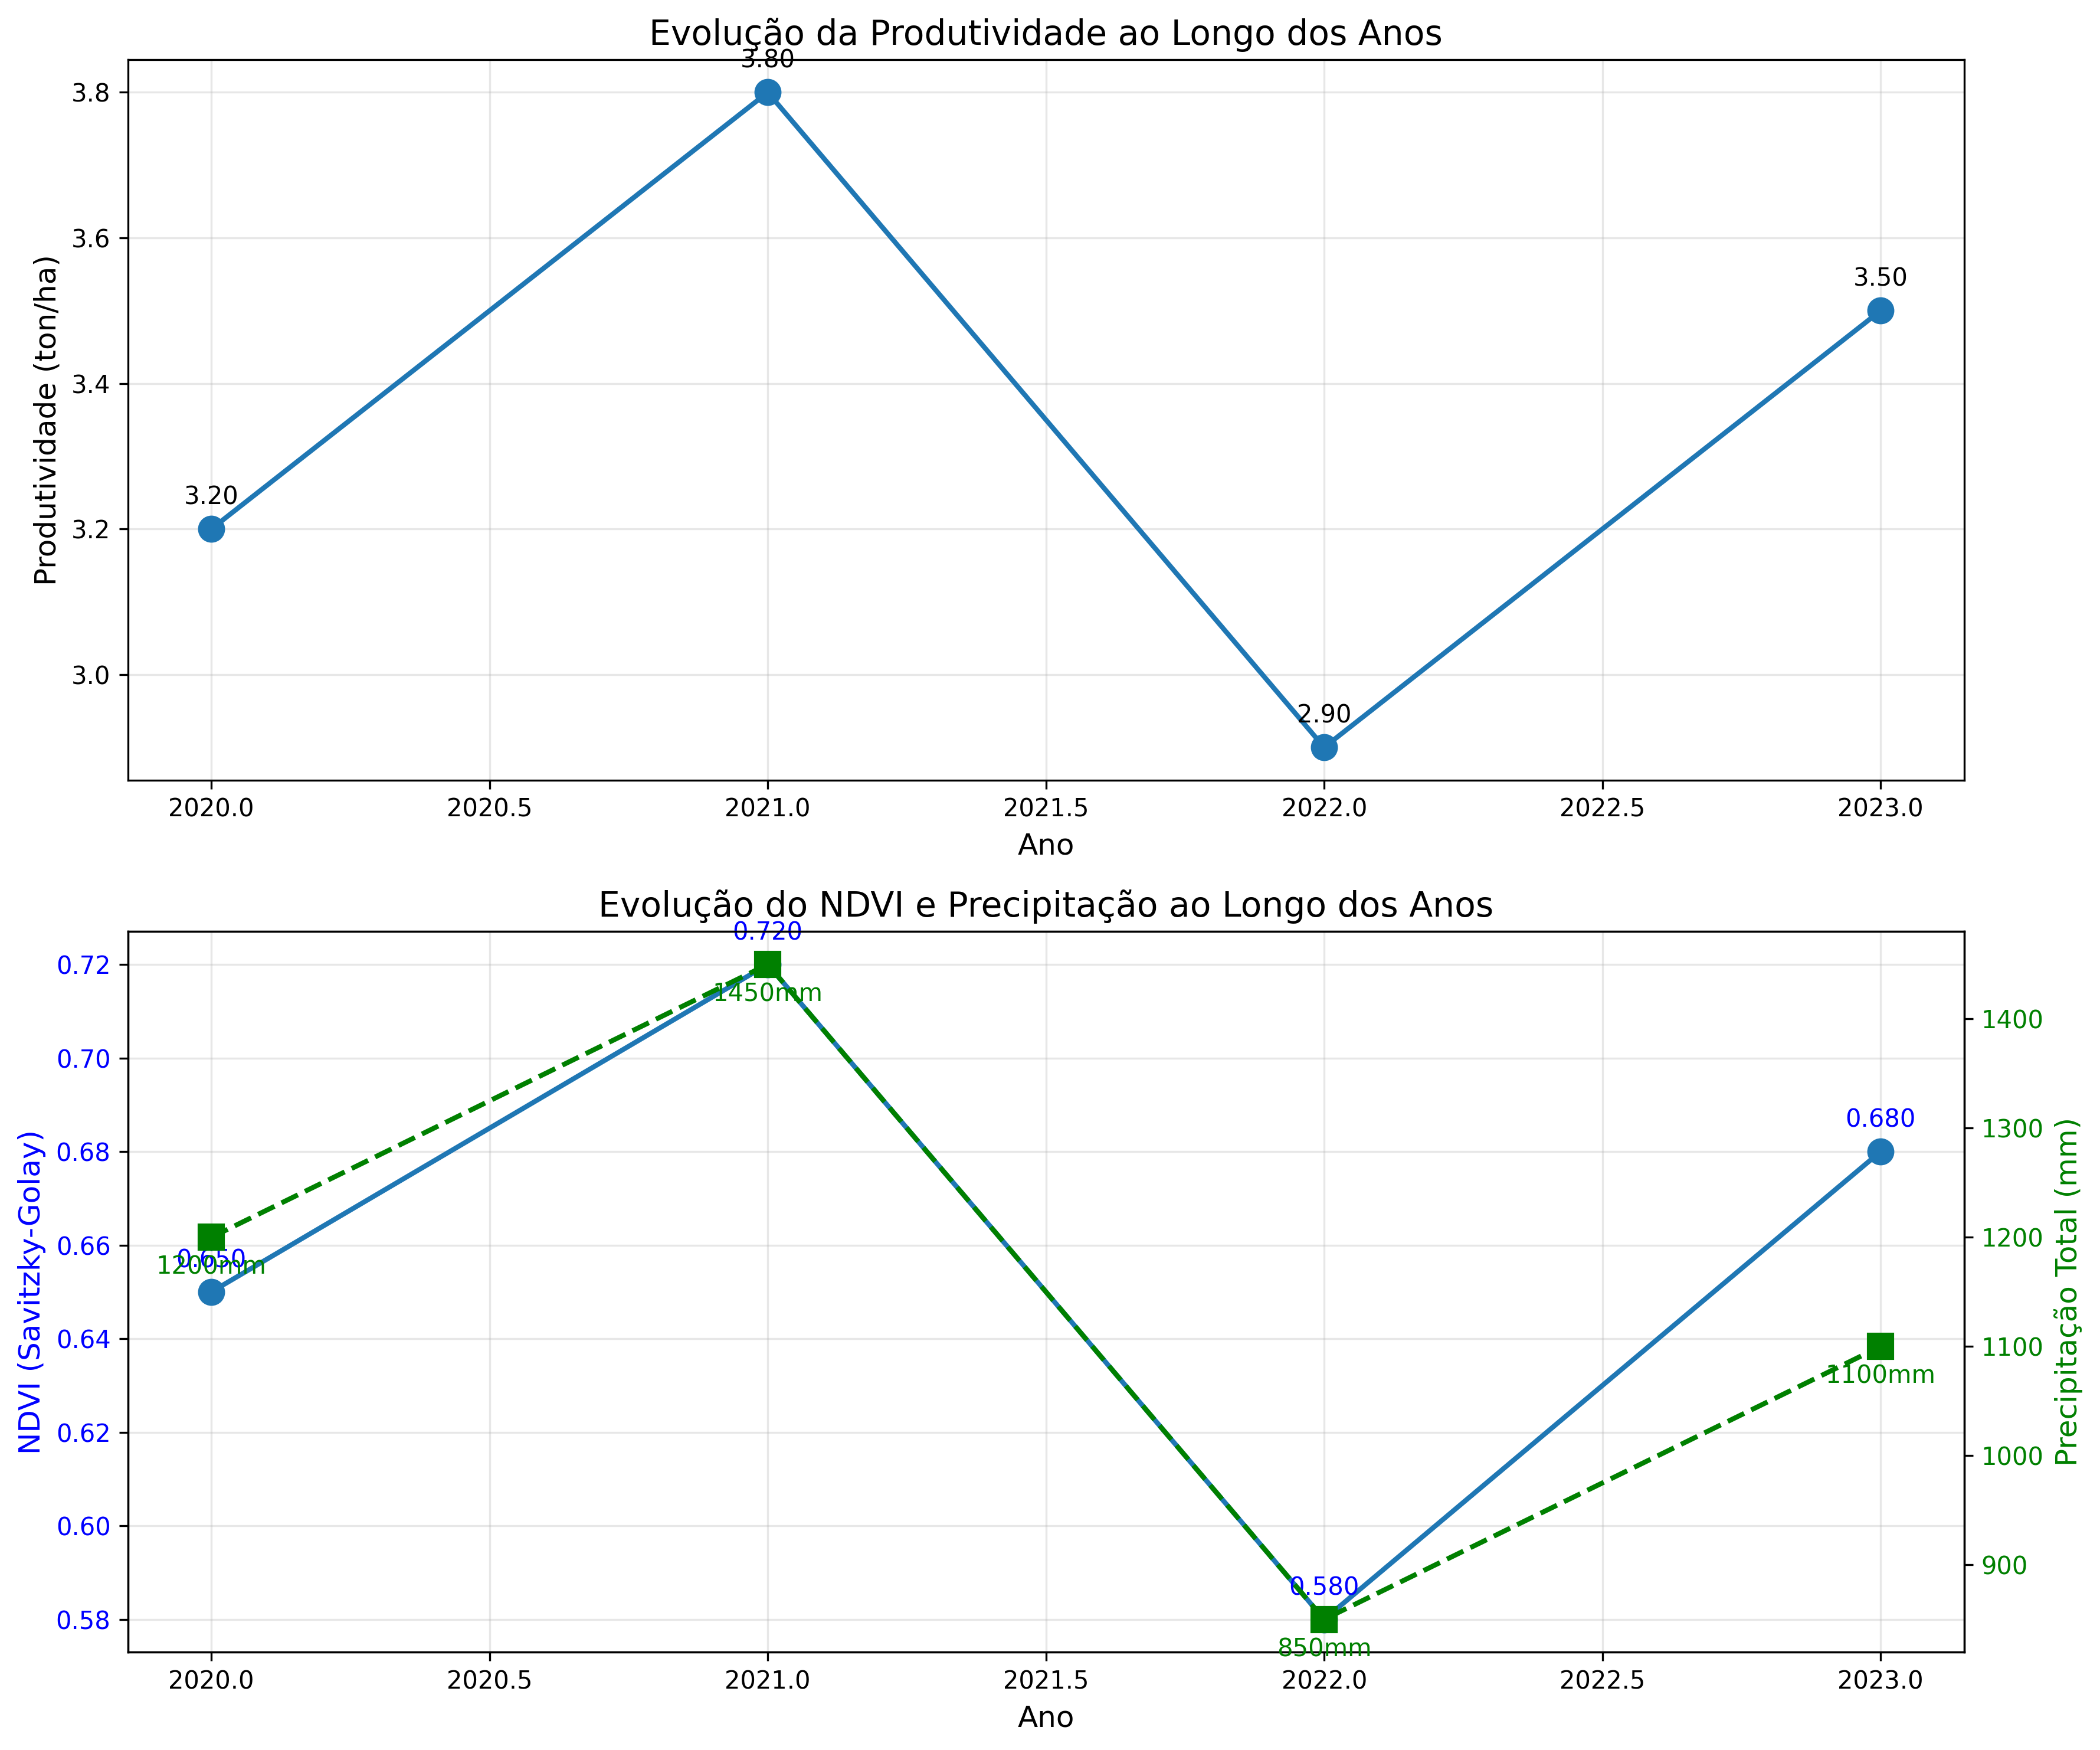 Evolução da Produtividade ao Longo dos Anos
3.80
3.8
3.6
3.50
3.4
3.20
3.2
3.0
2.90
Produtividade (ton/ha)
2020.0 2020.5 2021.0 2021.5 2022.0 2022.5 2023.0
Ano
Evolução do NDVI e Precipitação ao Longo dos Anos
0.720
0.72
1450mm
1400
0.70
0.680
1300
0.68
0.66
1200
0.650
1200mm
0.64
1100
1100mm
0.62
1000
0.60
900
0.580
0.58
850mm
NDVI (Savitzky-Golay)
Precipitação Total (mm)
2020.0 2020.5 2021.0 2021.5 2022.0 2022.5 2023.0
Ano